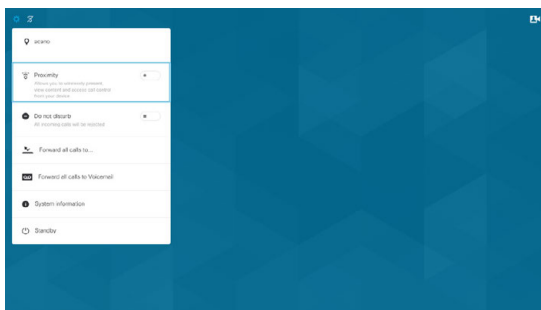 acano
Proximity
Allows you to wirelessly present,
view content and access call control
from your device.
Do not disturb
All incoming calls will be rejected
Forward all calls to...
Forward all calls to Voicemail
System information
Standby